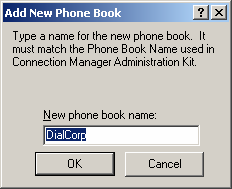 Add New Phone Book
Type a name for the new phone book. It
must match the Phone Book Name used in
Connection Manager Administration Kit.
New phone book name:
DialCorp
OK
Cancel